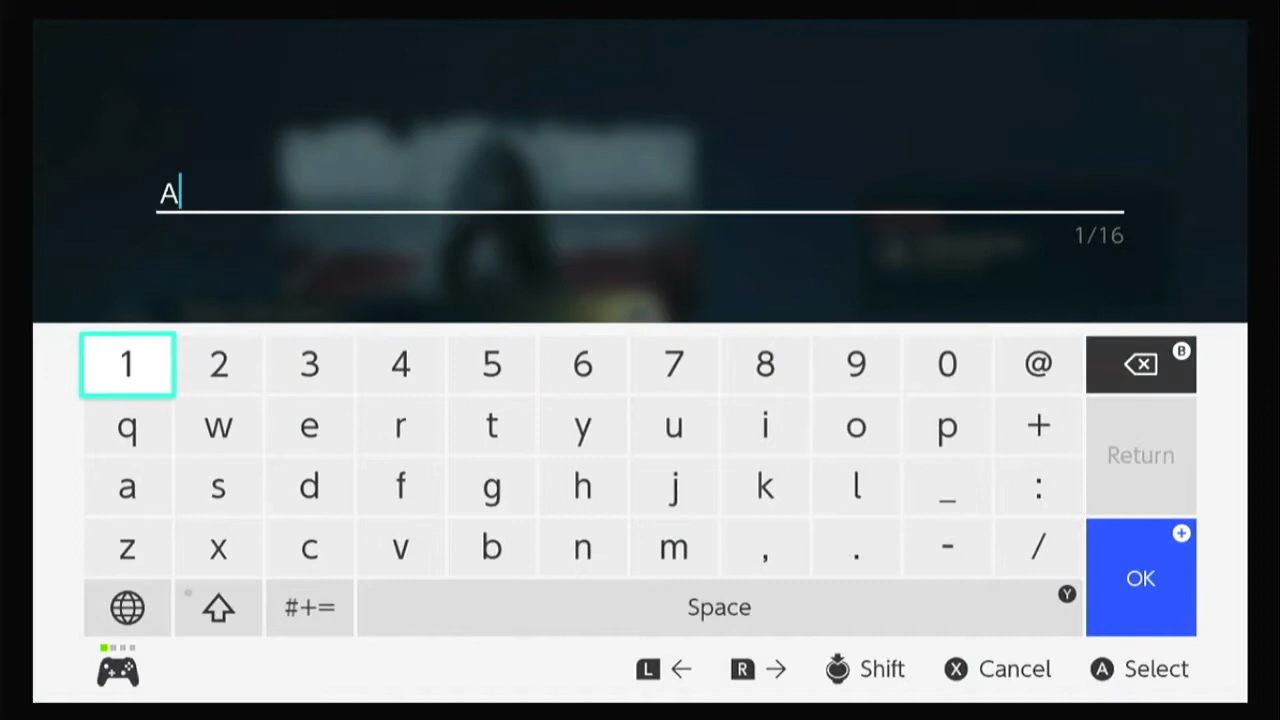 A
1/16
1 2 3 4 5 6 7 8 9 0 @ B
q w e r t y u i o p + Return
a s d f g h j k l _ :
z x c v b n m , . - / OK
#+= Space Y
L ← R → Shift X Cancel A Select